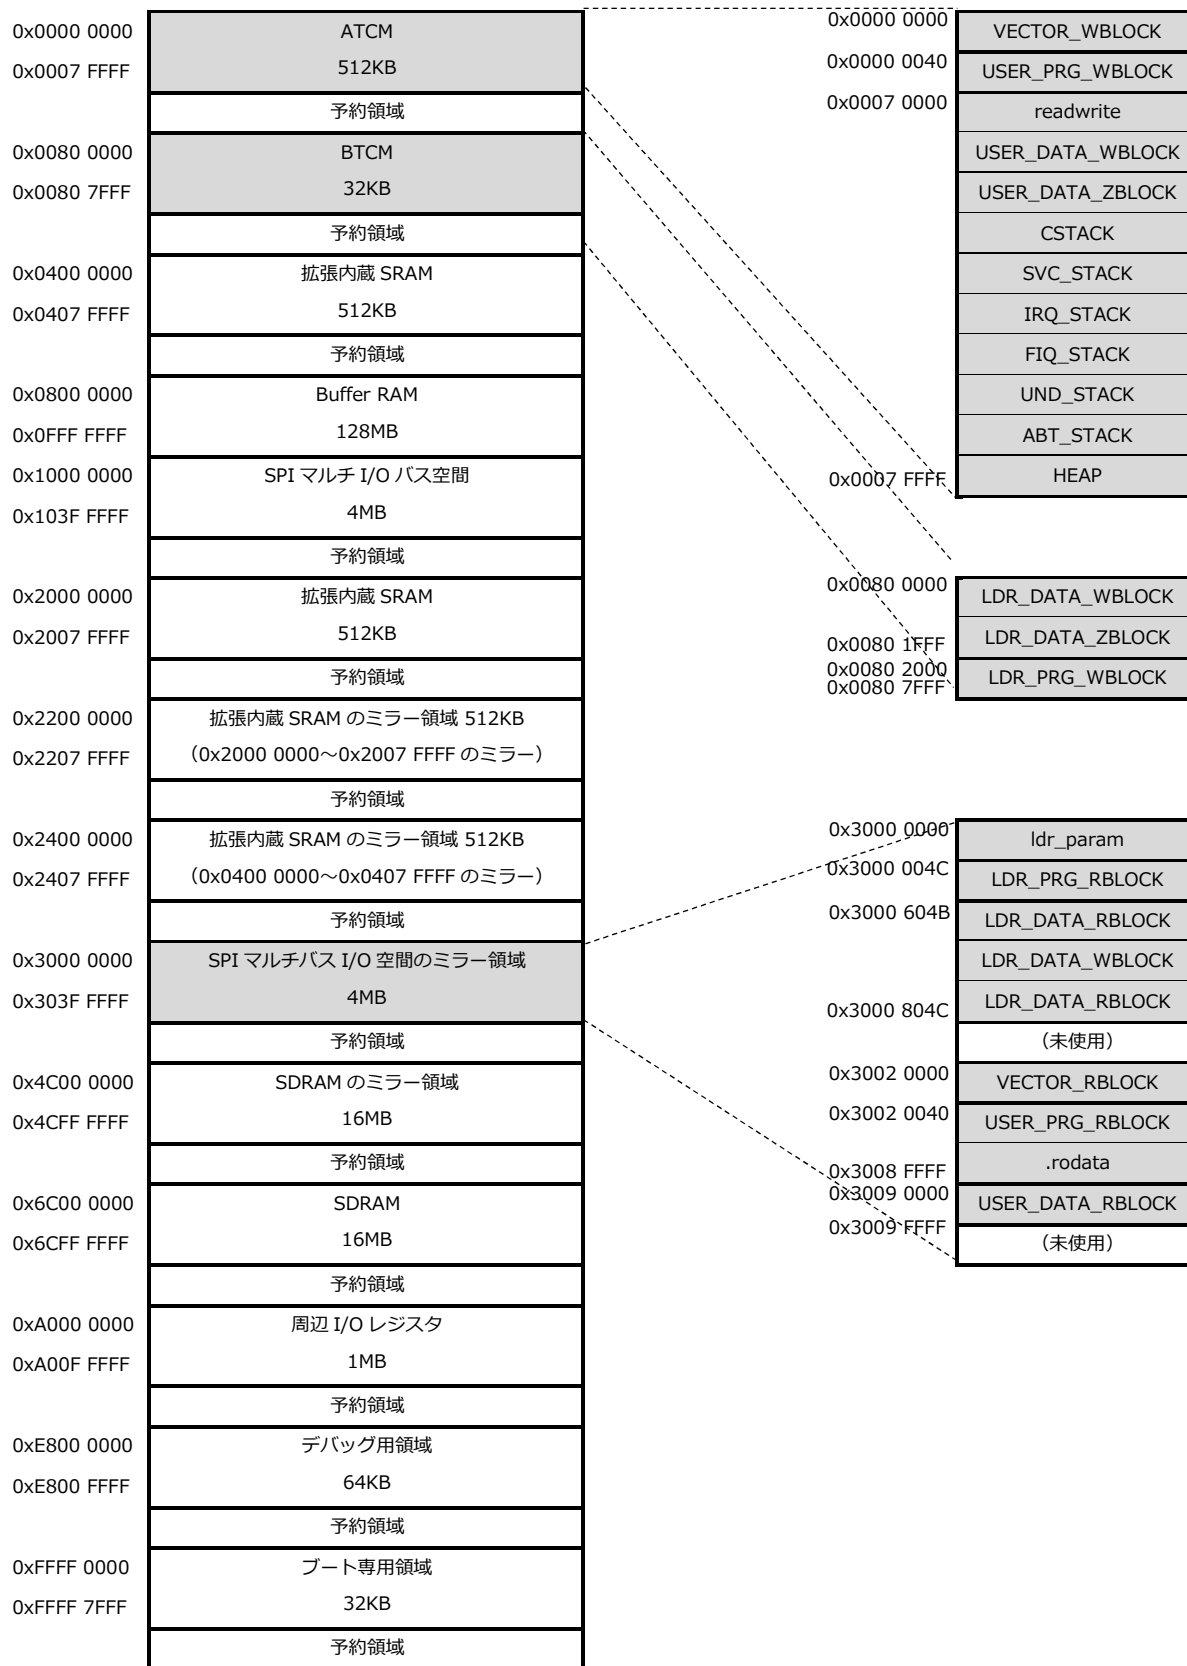 0x0000 0000
ATCM
0x0007 FFFF
512KB
予約領域
0x0080 0000
BTCM
0x0080 7FFF
32KB
予約領域
0x0400 0000
拡張内蔵 SRAM
0x0407 FFFF
512KB
予約領域
0x0800 0000
Buffer RAM
0x0FFF FFFF
128MB
0x1000 0000
SPI マルチ I/O バス空間
0x103F FFFF
4MB
予約領域
0x2000 0000
拡張内蔵 SRAM
0x2007 FFFF
512KB
予約領域
0x2200 0000
拡張内蔵 SRAM のミラー領域 512KB
0x2207 FFFF
（0x2000 0000～0x2007 FFFF のミラー）
予約領域
0x2400 0000
拡張内蔵 SRAM のミラー領域 512KB
0x2407 FFFF
（0x0400 0000～0x0407 FFFF のミラー）
予約領域
0x3000 0000
SPI マルチバス I/O 空間のミラー領域
0x303F FFFF
4MB
予約領域
0x4C00 0000
SDRAM のミラー領域
0x4CFF FFFF
16MB
予約領域
0x6C00 0000
SDRAM
0x6CFF FFFF
16MB
予約領域
0xA000 0000
周辺 I/O レジスタ
0xA00F FFFF
1MB
予約領域
0xE800 0000
デバッグ用領域
0xE800 FFFF
64KB
予約領域
0xFFFF 0000
ブート専用領域
0xFFFF 7FFF
32KB
予約領域
0x0000 0000
VECTOR_WBLOCK
0x0000 0040
USER_PRG_WBLOCK
0x0007 0000
readwrite
USER_DATA_WBLOCK
USER_DATA_ZBLOCK
CSTACK
SVC_STACK
IRQ_STACK
FIQ_STACK
UND_STACK
ABT_STACK
0x0007 FFFF
HEAP
0x0080 0000
LDR_DATA_WBLOCK
LDR_DATA_ZBLOCK
0x0080 1FFF
0x0080 2000
LDR_PRG_WBLOCK
0x0080 7FFF
0x3000 0000
ldr_param
0x3000 004C
LDR_PRG_RBLOCK
0x3000 604B
LDR_DATA_RBLOCK
LDR_DATA_WBLOCK
LDR_DATA_RBLOCK
0x3000 804C
（未使用）
0x3002 0000
VECTOR_RBLOCK
0x3002 0040
USER_PRG_RBLOCK
.rodata
0x3008 FFFF
0x3009 0000
USER_DATA_RBLOCK
0x3009 FFFF
（未使用）